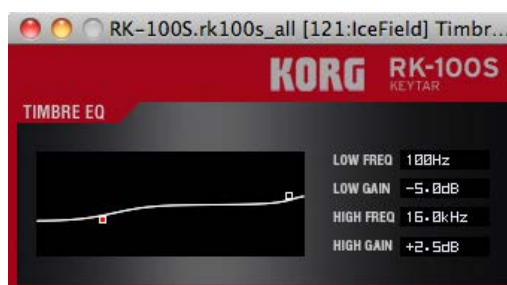 RK-100S.rk100s_all [121:IceField] Timbr...
KORG RK-100S
KEYTAR
TIMBRE EQ
LOW FREQ 100Hz
LOW GAIN -5.0dB
HIGH FREQ 16.0kHz
HIGH GAIN +2.5dB